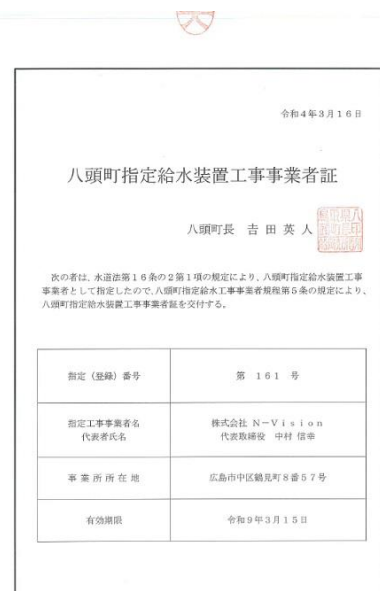 令和4年3月16日
八頭町指定給水装置工事事業者証
八頭町長 吉田英人
次の者は、水道法第16条の2第1項の規定により、八頭町指定給水装置工事
事業者として指定したので、八頭町指定給水工事事業者規程第5条の規定により、
八頭町指定給水装置工事事業者証を交付する。
指定（登録）番号 第 161 号
指定工事事業者名 株式会社 N－Vision
代表者氏名 代表取締役 中村 信幸
事業所所在地 広島市中区鶴見町8番57号
有効期限 令和9年3月15日